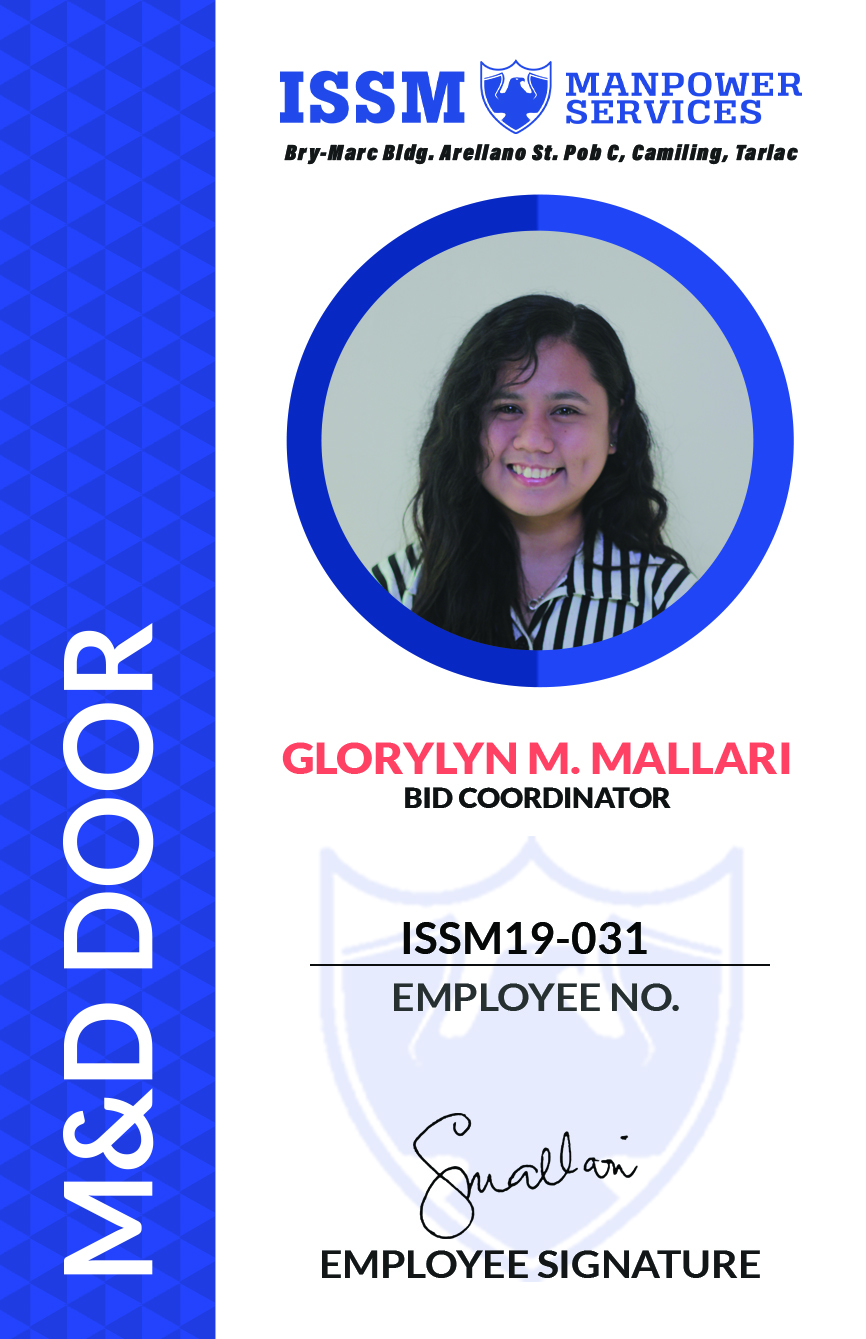 ISSM MANPOWER SERVICES
Bry-Marc Bldg. Arellano St. Pob C, Camiling, Tarlac
GLORYLYN M. MALLARI
BID COORDINATOR
ISSM19-031
EMPLOYEE NO.
Gmallari
EMPLOYEE SIGNATURE
M&D DOOR